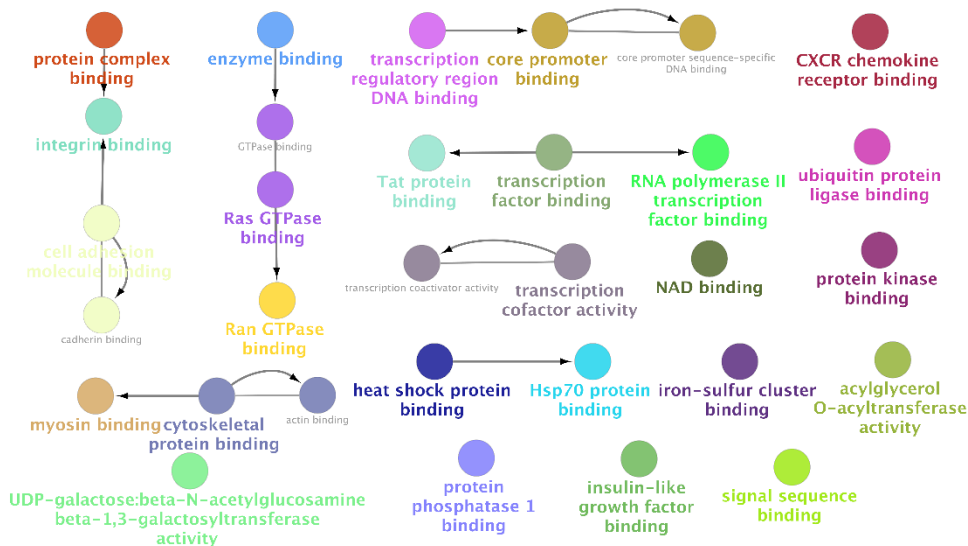 protein complex
binding
enzyme binding
transcription
regulatory region
DNA binding
core promoter
binding
core promoter sequence-specific
DNA binding
CXCR chemokine
receptor binding
integrin binding
GTPase binding
Tat protein
binding
transcription
factor binding
RNA polymerase II
transcription
factor binding
ubiquitin protein
ligase binding
Ras GTPase
binding
cell adhesion
molecule binding
transcription coactivator activity
transcription
cofactor activity
NAD binding
protein kinase
binding
cadherin binding
Ran GTPase
binding
heat shock protein
binding
Hsp70 protein
binding
iron-sulfur cluster
binding
acylglycerol
O-acyltransferase
activity
myosin binding
cytoskeletal
protein binding
actin binding
UDP-galactose:beta-N-acetylglucosamine
beta-1,3-galactosyltransferase
activity
protein
phosphatase 1
binding
insulin-like
growth factor
binding
signal sequence
binding